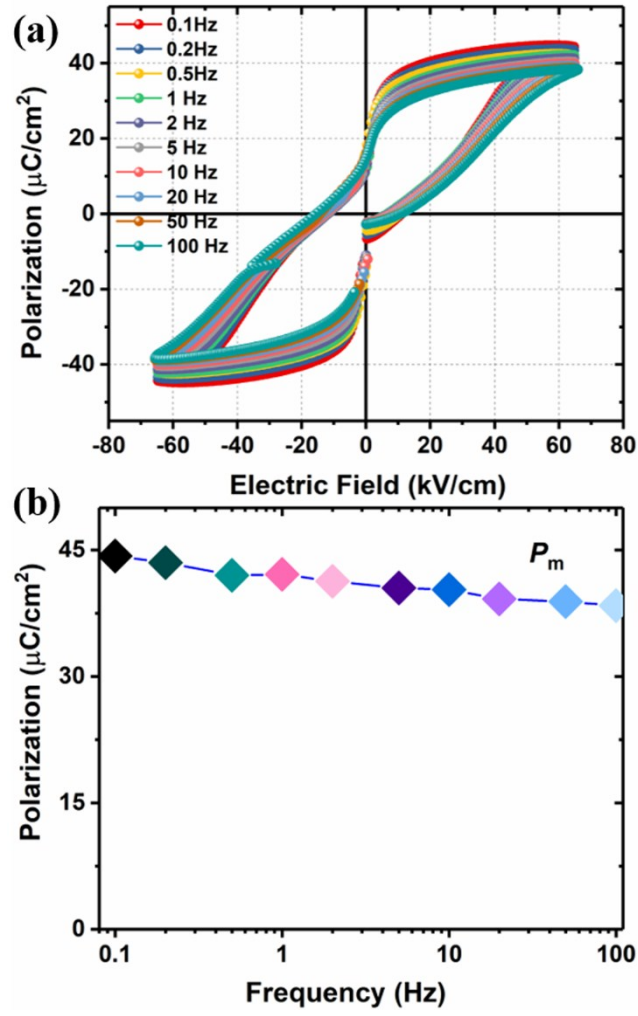 (a)
0.1Hz
0.2Hz
0.5Hz
1 Hz
2 Hz
5 Hz
10 Hz
20 Hz
50 Hz
100 Hz
Polarization (μC/cm²)
40
20
0
-20
-40
-80 -60 -40 -20 0 20 40 60 80
Electric Field (kV/cm)
(b)
Polarization (μC/cm²)
45
30
15
0
Pm
0.1 1 10 100
Frequency (Hz)